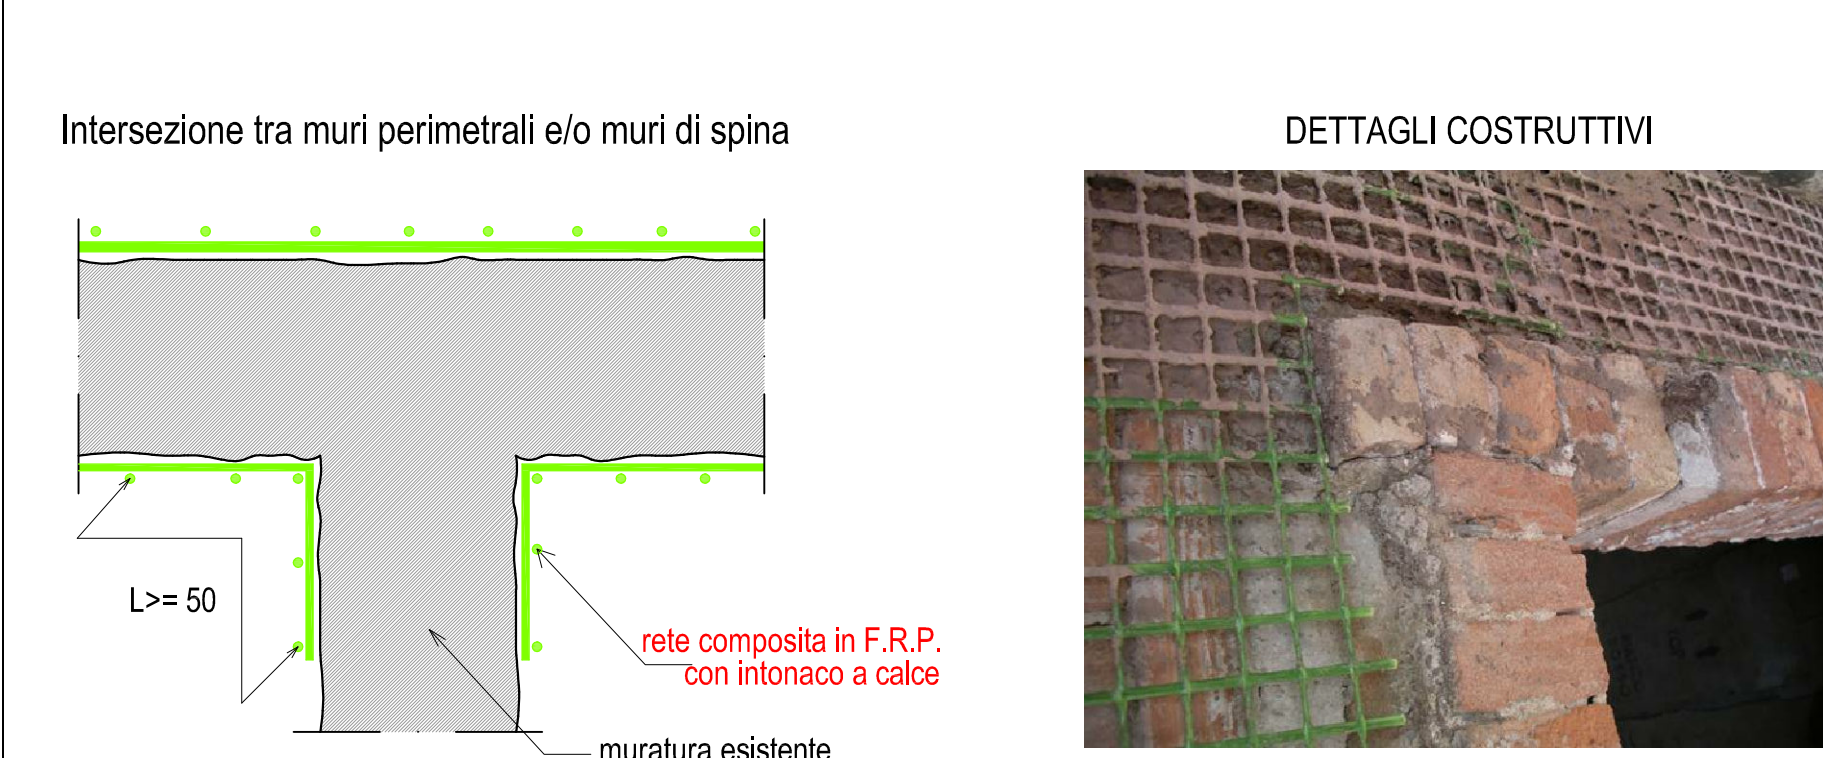 Intersezione tra muri perimetrali e/o muri di spina
DETTAGLI COSTRUTTIVI
L>= 50
rete composita in F.R.P.
con intonaco a calce
muratura esistente